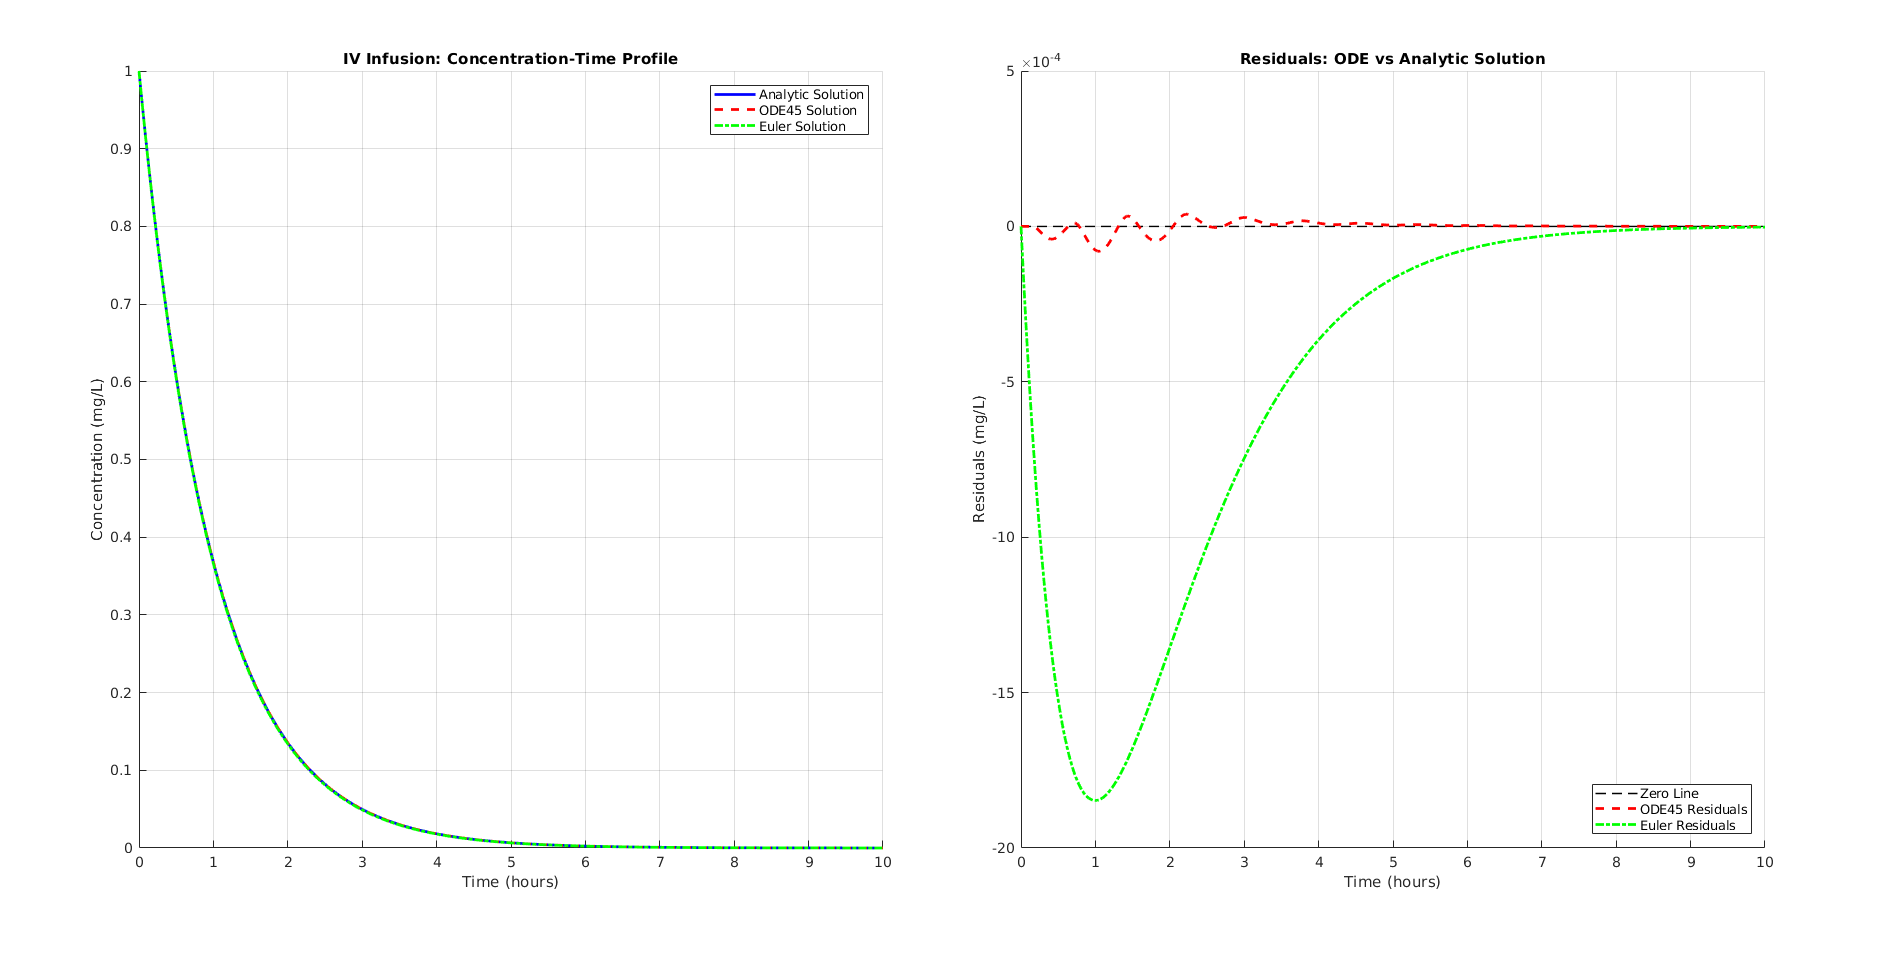 IV Infusion: Concentration-Time Profile
Analytic Solution
ODE45 Solution
Euler Solution
Concentration (mg/L)
1
0.9
0.8
0.7
0.6
0.5
0.4
0.3
0.2
0.1
0
0 1 2 3 4 5 6 7 8 9 10
Time (hours)
Residuals: ODE vs Analytic Solution
×10-4
Residuals (mg/L)
5
0
-5
-10
-15
-20
Zero Line
ODE45 Residuals
Euler Residuals
0 1 2 3 4 5 6 7 8 9 10
Time (hours)